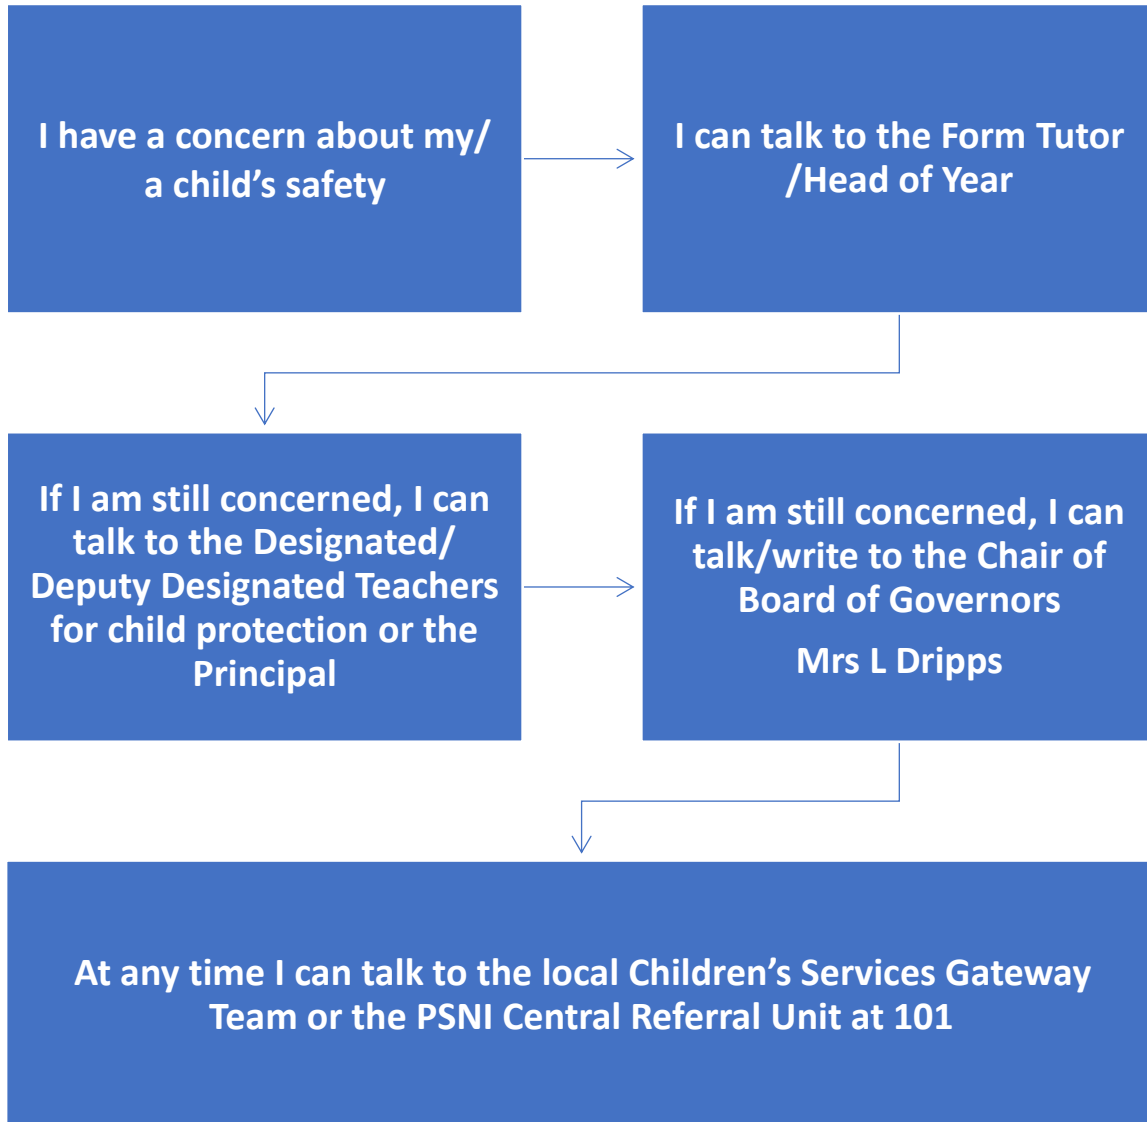 I have a concern about my/
a child’s safety
I can talk to the Form Tutor
/Head of Year
If I am still concerned, I can
talk to the Designated/
Deputy Designated Teachers
for child protection or the
Principal
If I am still concerned, I can
talk/write to the Chair of
Board of Governors
Mrs L Dripps
At any time I can talk to the local Children’s Services Gateway
Team or the PSNI Central Referral Unit at 101